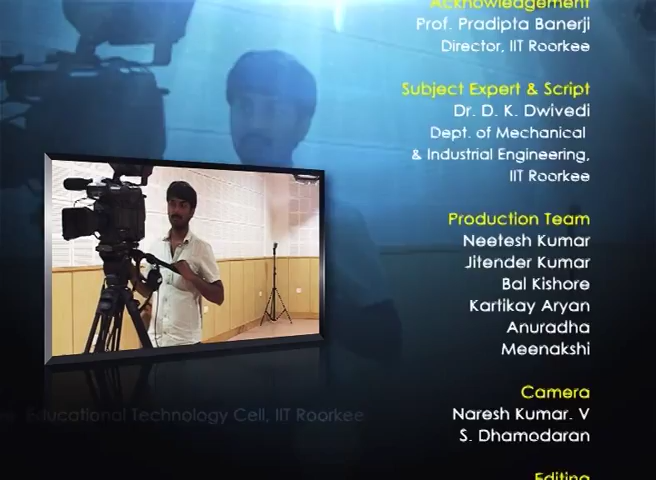 Acknowledgement
Prof. Pradipta Banerji
Director, IIT Roorkee
Subject Expert & Script
Dr. D. K. Dwivedi
Dept. of Mechanical
& Industrial Engineering,
IIT Roorkee
Production Team
Neetesh Kumar
Jitender Kumar
Bal Kishore
Kartikay Aryan
Anuradha
Meenakshi
Camera
Naresh Kumar. V
S. Dhamodaran
Educational Technology Cell, IIT Roorkee
Editing